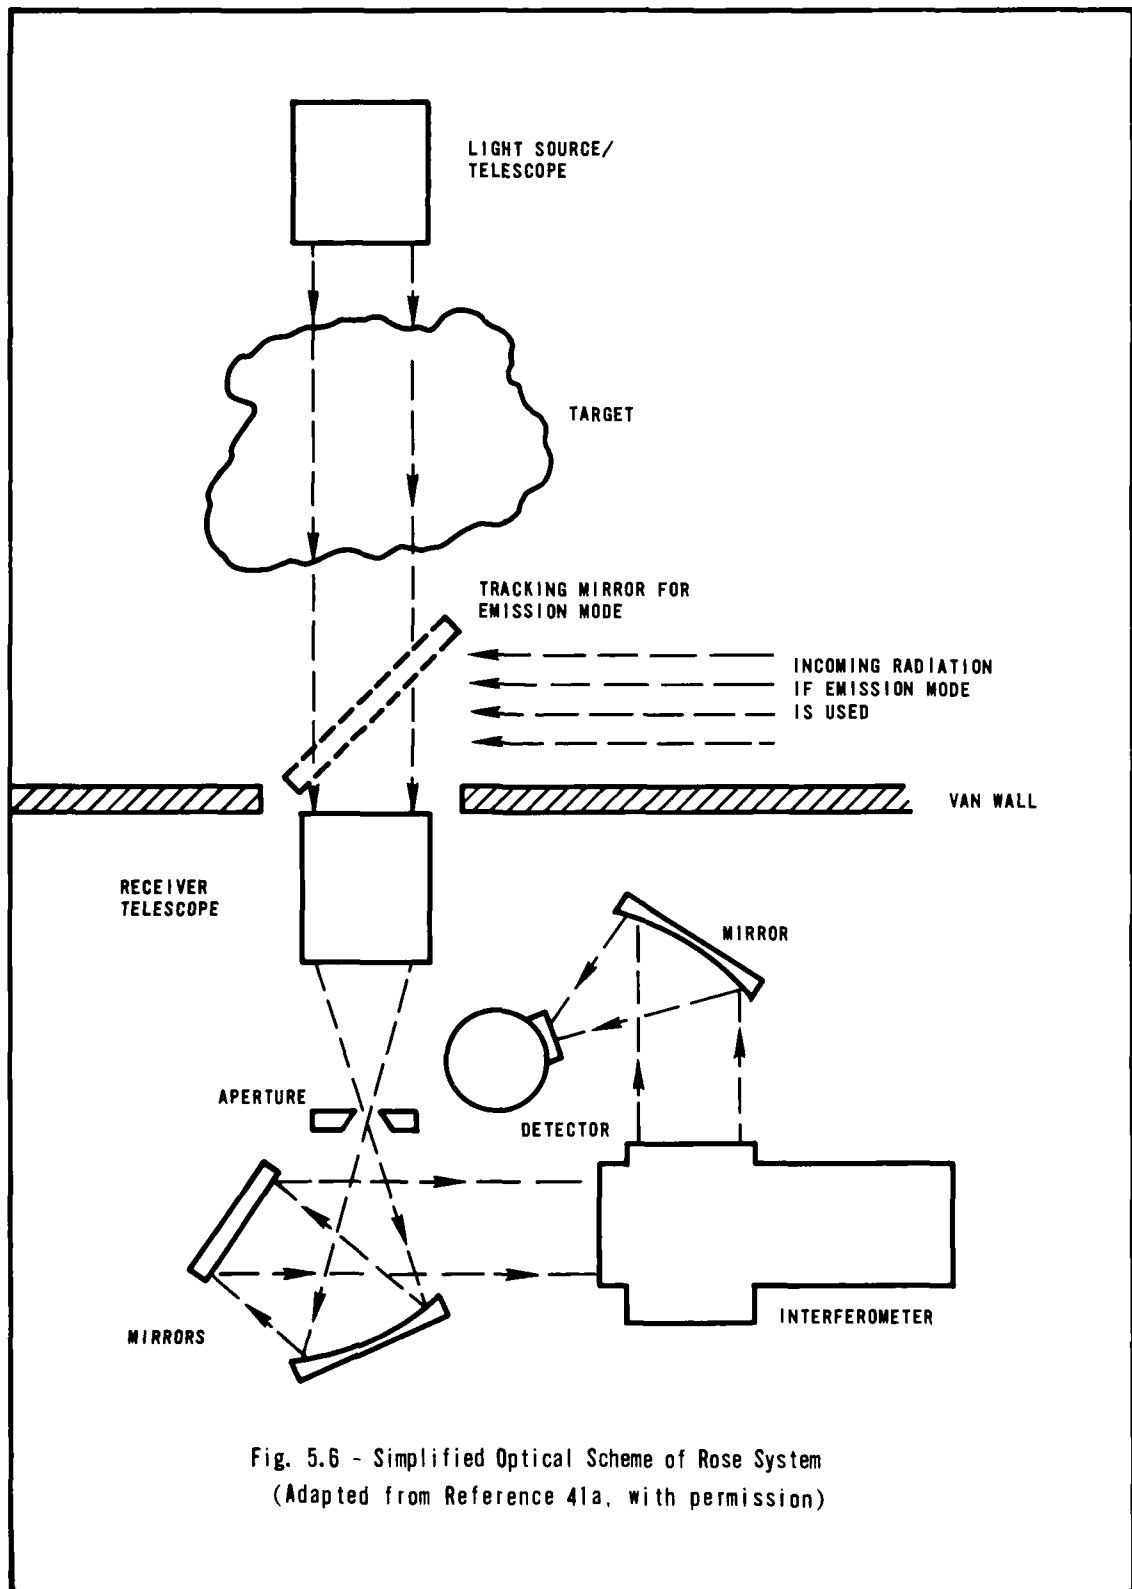 LIGHT SOURCE/
TELESCOPE
TARGET
TRACKING MIRROR FOR
EMISSION MODE
INCOMING RADIATION
IF EMISSION MODE
IS USED
VAN WALL
RECEIVER
TELESCOPE
MIRROR
APERTURE
DETECTOR
INTERFEROMETER
MIRRORS
Fig. 5.6 - Simplified Optical Scheme of Rose System
(Adapted from Reference 41a, with permission)